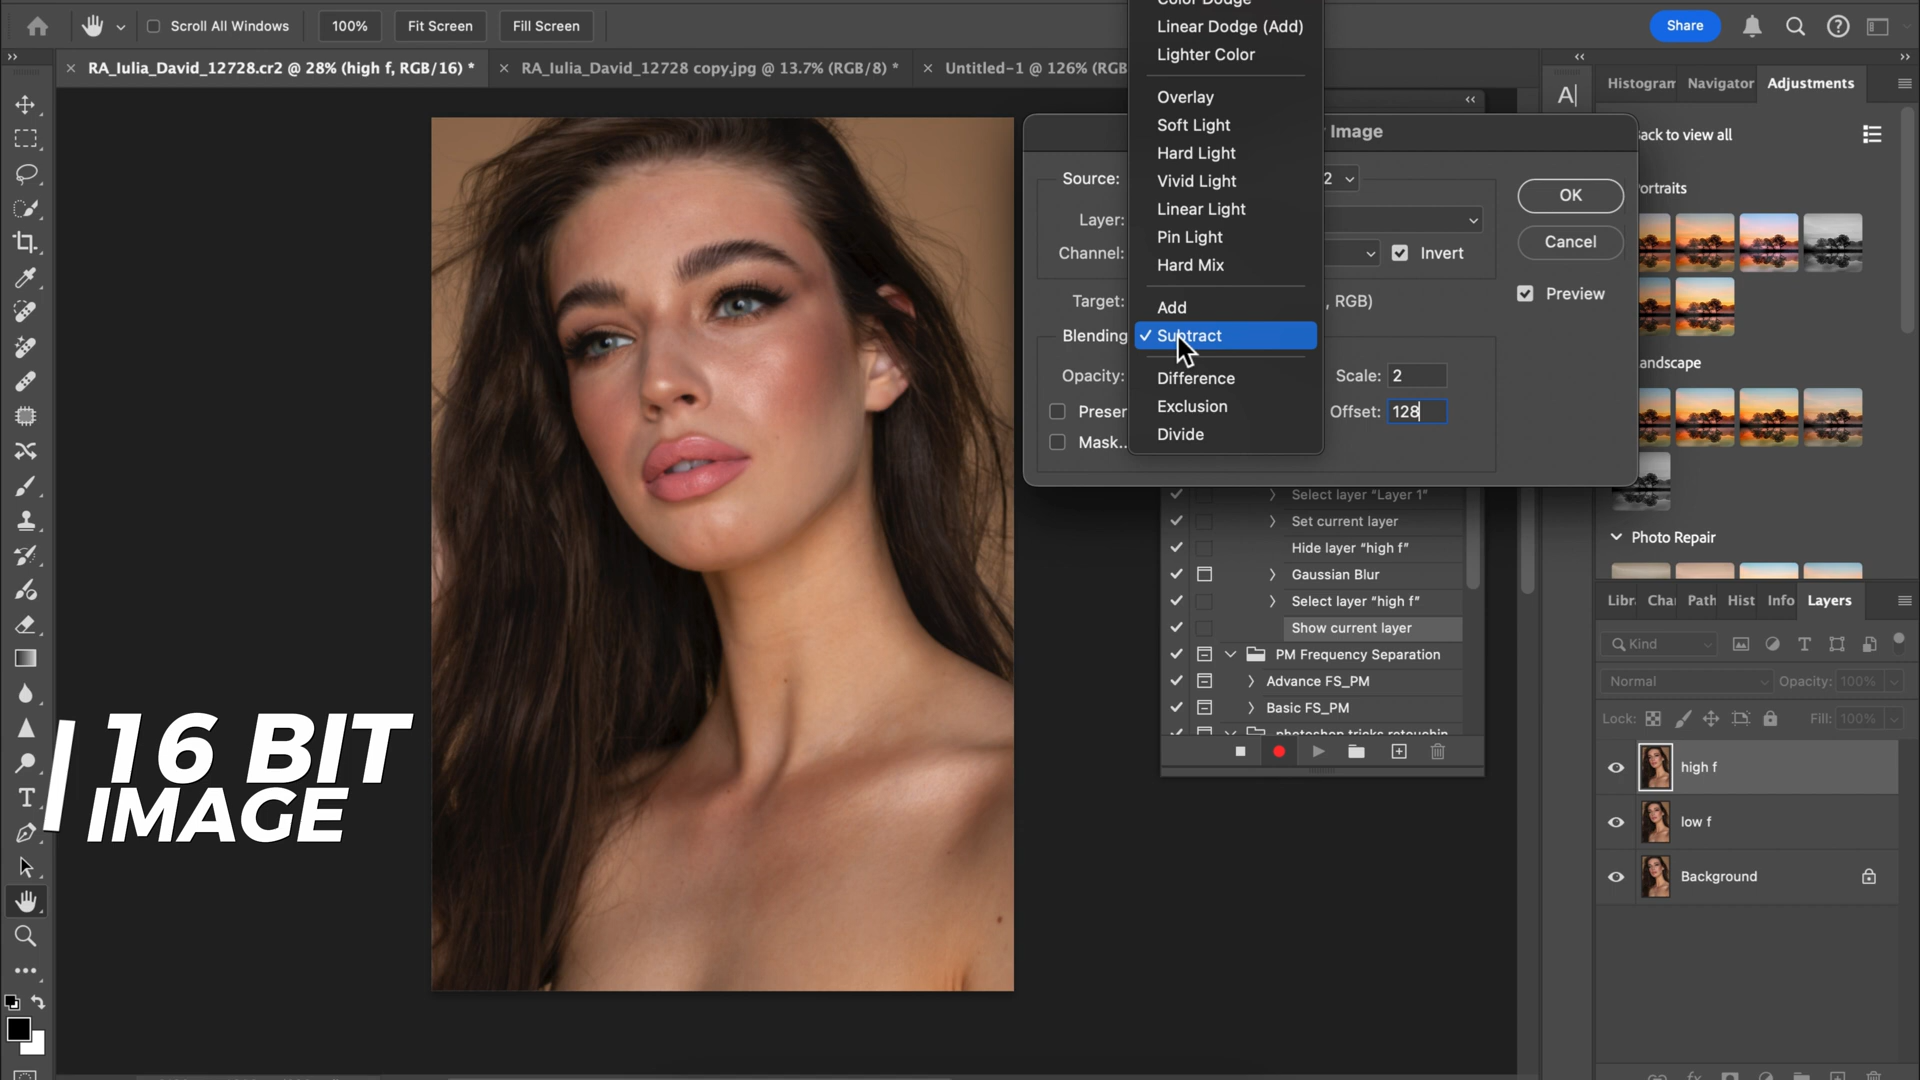 Scroll All Windows
100%
Fit Screen
Fill Screen
Share
RA_Iulia_David_12728.cr2 @ 28% (high f, RGB/16) *
RA_Iulia_David_12728 copy.jpg @ 13.7% (RGB/8) *
Untitled-1 @ 126% (RGB
Color Dodge
Linear Dodge (Add)
Lighter Color
Overlay
Soft Light
Hard Light
Vivid Light
Linear Light
Pin Light
Hard Mix
Add
Subtract
Difference
Exclusion
Divide
Image
Source:
2
Layer:
Channel:
Invert
Target:
, RGB)
Blending
Opacity:
Scale: 2
Preser
Offset: 128
Mask..
OK
Cancel
Preview
Select layer “Layer 1”
Set current layer
Hide layer “high f”
Gaussian Blur
Select layer “high f”
Show current layer
PM Frequency Separation
Advance FS_PM
Basic FS_PM
photoshop tricks retouchin
A
Histogram
Navigator
Adjustments
ack to view all
ortraits
andscape
Photo Repair
Libr
Cha
Path
Hist
Info
Layers
Kind
Normal
Opacity: 100%
Lock:
Fill: 100%
high f
low f
Background
16 BIT
IMAGE